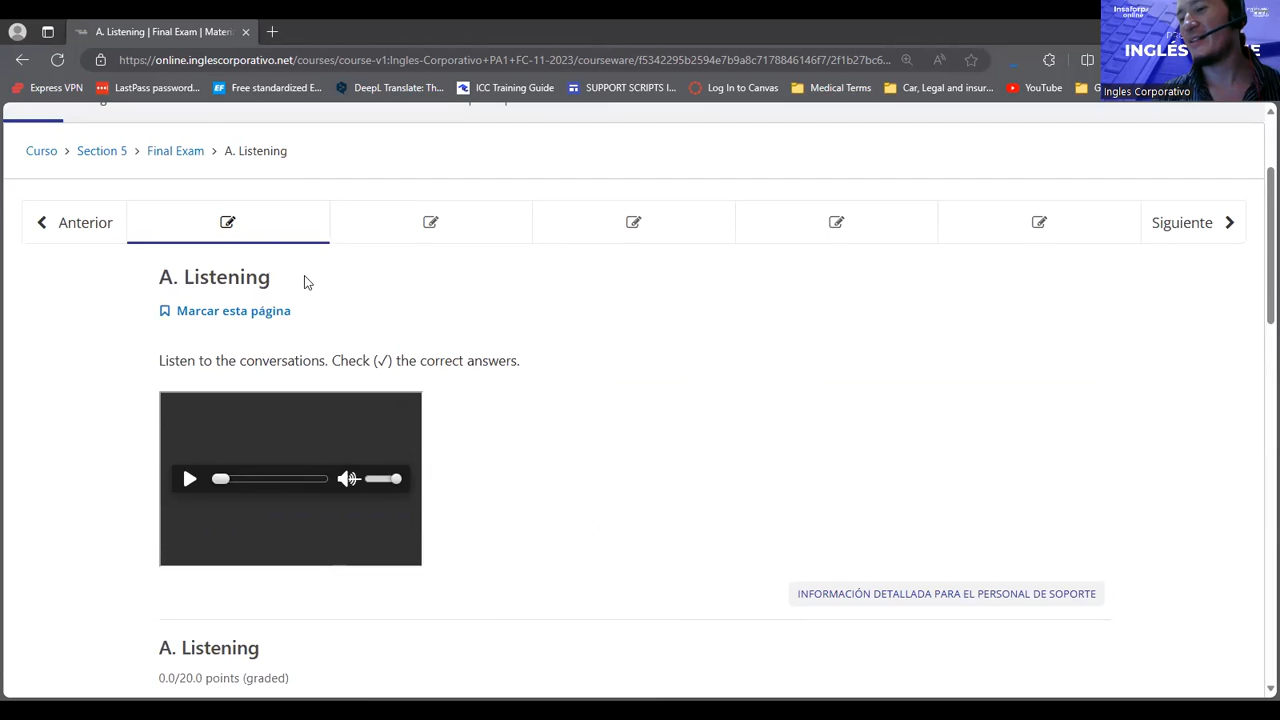 A. Listening | Final Exam | Materi
https://online.inglescorporativo.net/courses/course-v1:Ingles-Corporativo+PA1+FC-11-2023/courseware/f5342295b2594e7b9a8c7178846146f7/2f1b27bc6...
Express VPN
LastPass password...
Free standardized E...
DeepL Translate: Th...
ICC Training Guide
SUPPORT SCRIPTS I...
Log In to Canvas
Medical Terms
Car, Legal and insur...
YouTube
Insaforp
online
INGLÉS
Ingles Corporativo
Curso > Section 5 > Final Exam > A. Listening
Anterior
Siguiente
A. Listening
Marcar esta página
Listen to the conversations. Check (✓) the correct answers.
INFORMACIÓN DETALLADA PARA EL PERSONAL DE SOPORTE
A. Listening
0.0/20.0 points (graded)